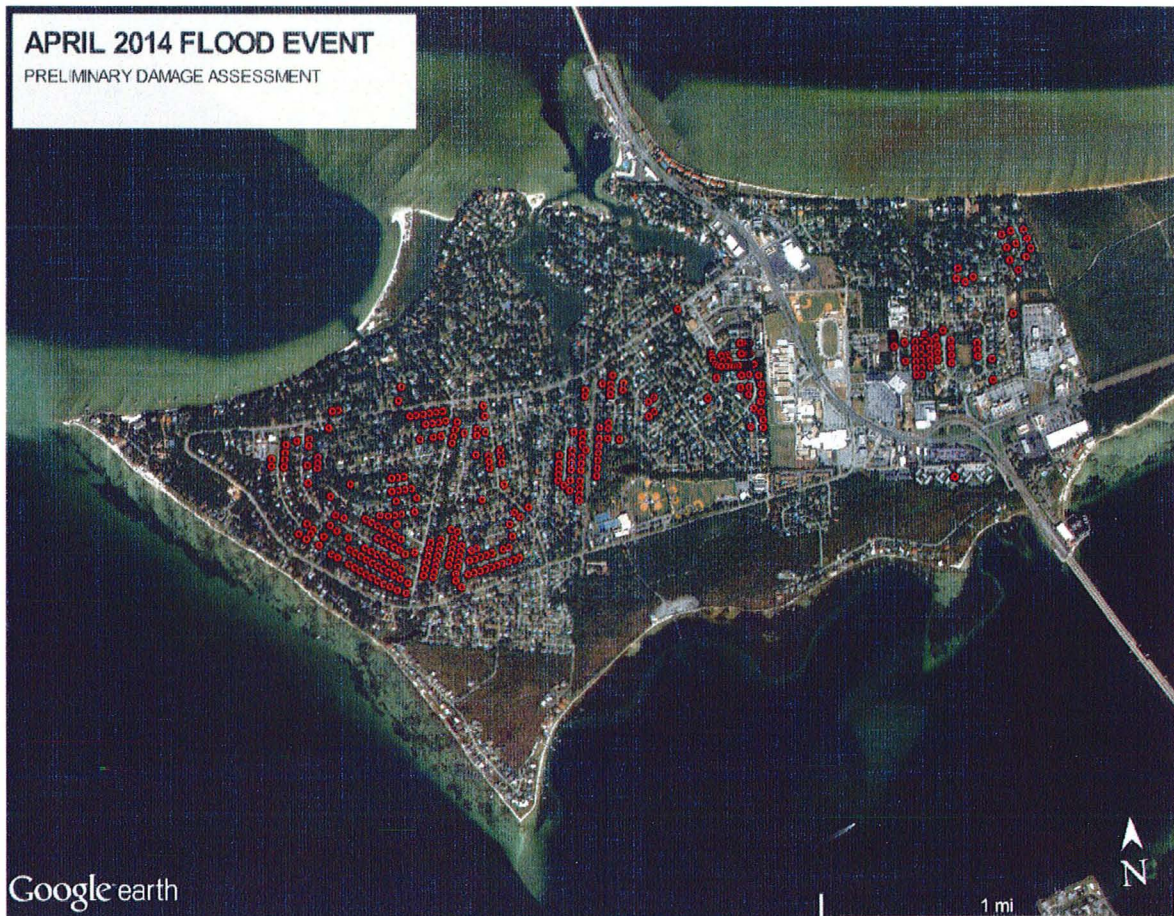 APRIL 2014 FLOOD EVENT
PRELIMINARY DAMAGE ASSESSMENT
Google earth
N
1 mi